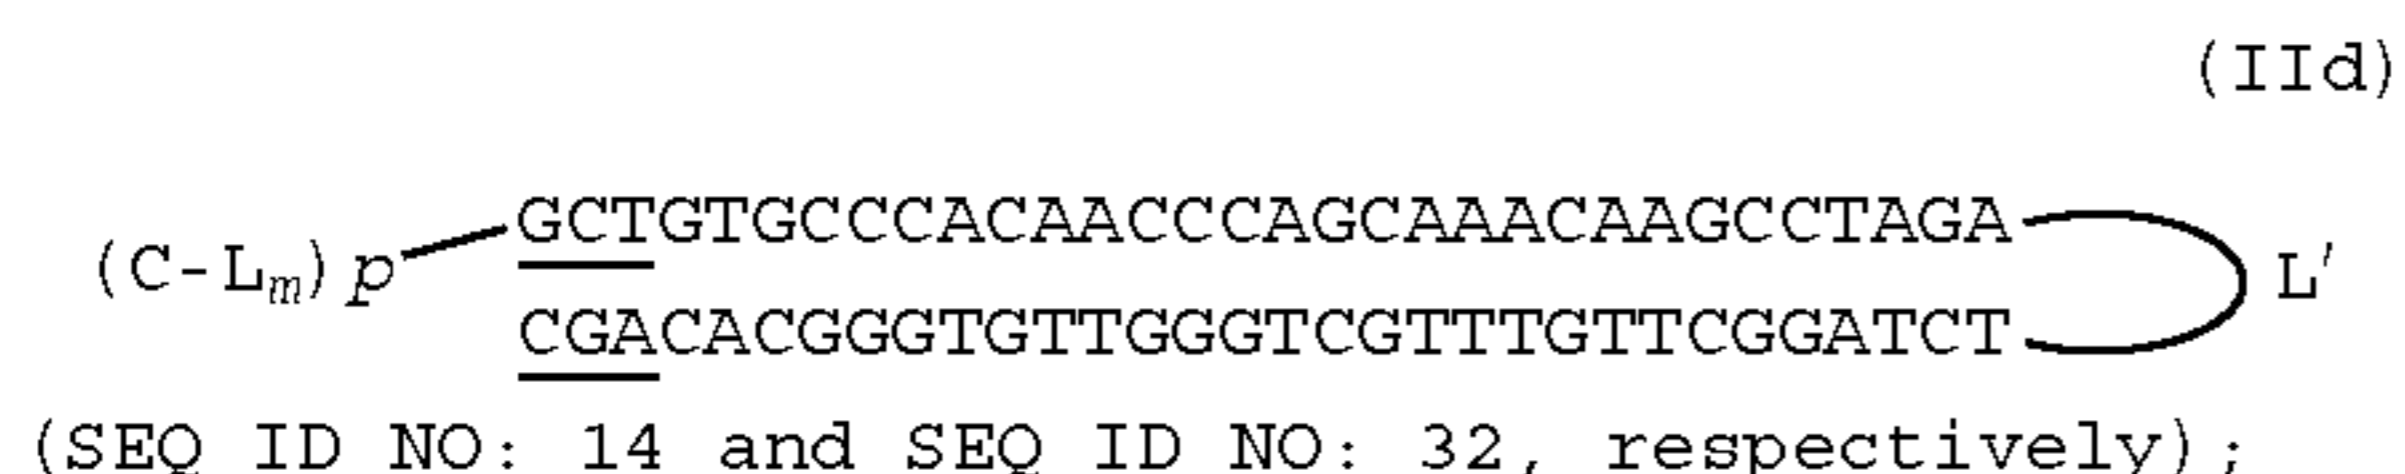 (IId)
(C-Lm)p GCTGTGCCCACAACCCAGCAAACAAGCCTAGA L'
CGACACGGGTGTTGGGTCGTTTGTTCGGATCT
(SEQ ID NO: 14 and SEQ ID NO: 32, respectively);